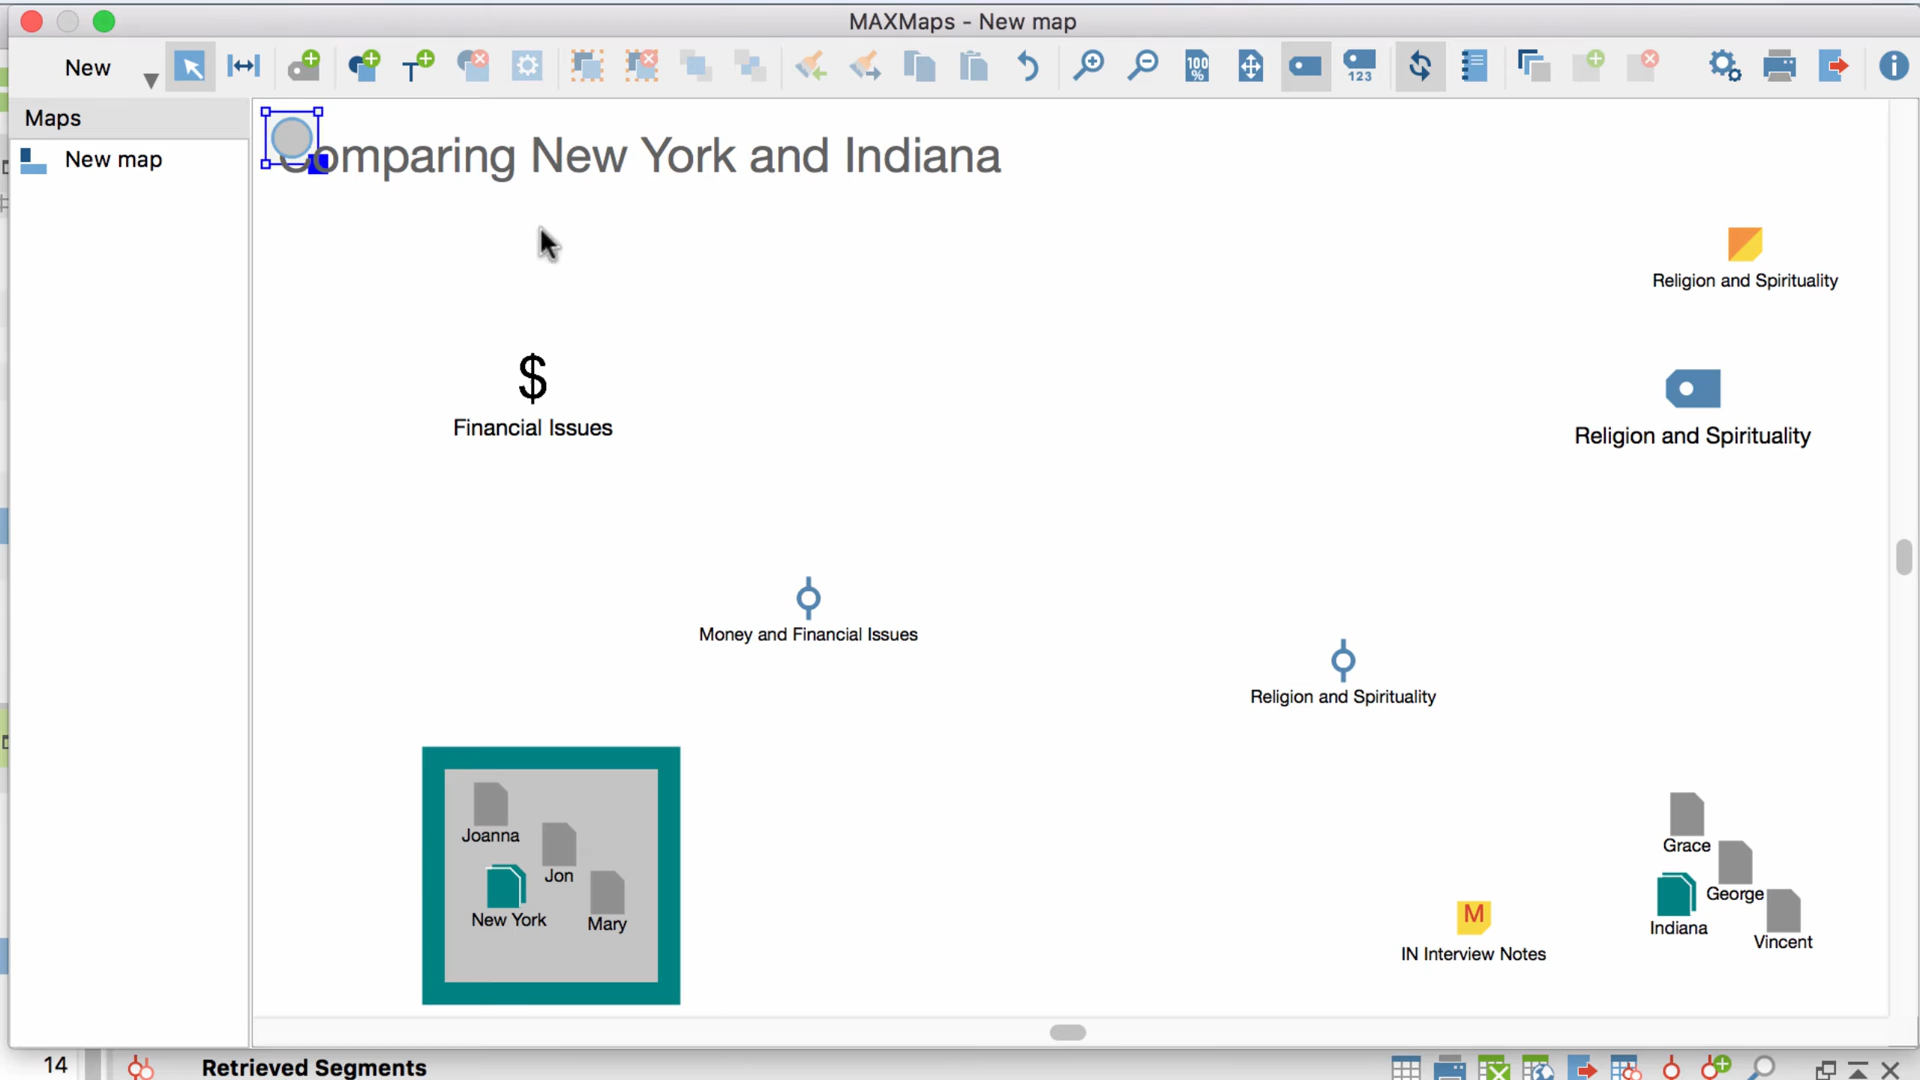 MAXMaps - New map
New
100
%
123
Maps
New map
Comparing New York and Indiana
Religion and Spirituality
$
Financial Issues
Religion and Spirituality
Money and Financial Issues
Religion and Spirituality
Joanna
Jon
New York
Mary
Grace
George
Indiana
Vincent
M
IN Interview Notes
14
Retrieved Segments